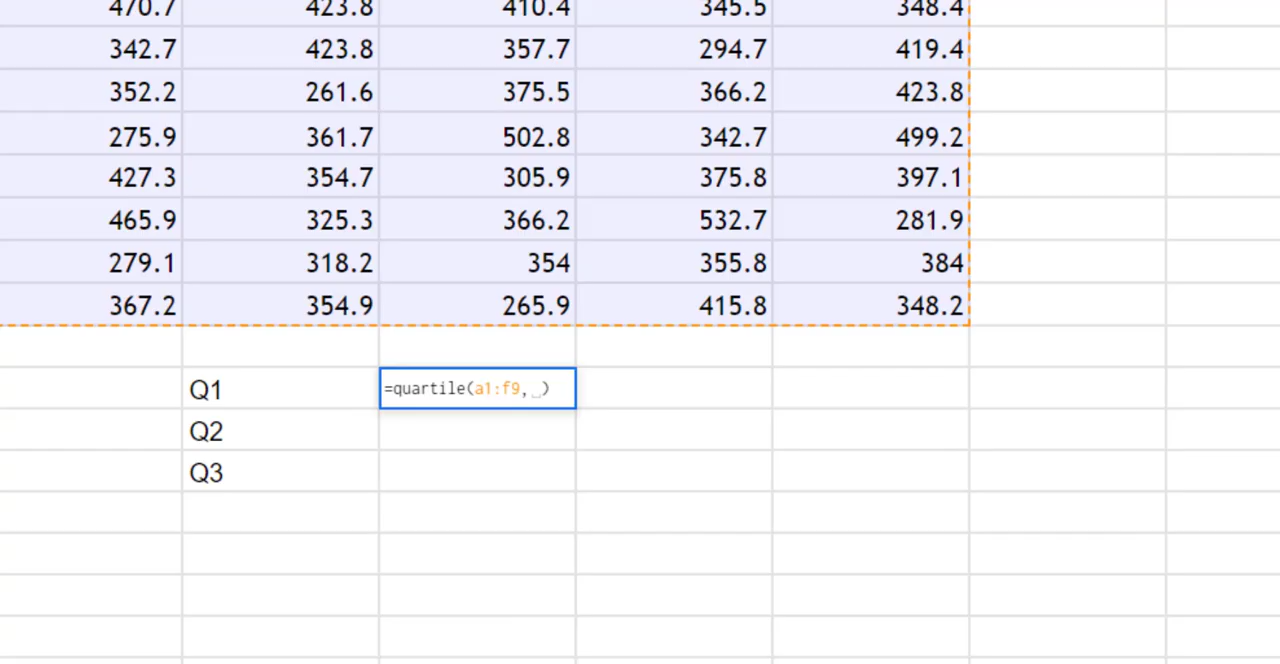 470.7 423.8 410.4 345.5 348.4
342.7 423.8 357.7 294.7 419.4
352.2 261.6 375.5 366.2 423.8
275.9 361.7 502.8 342.7 499.2
427.3 354.7 305.9 375.8 397.1
465.9 325.3 366.2 532.7 281.9
279.1 318.2 354 355.8 384
367.2 354.9 265.9 415.8 348.2
Q1 =quartile(a1:f9, ⎵)
Q2
Q3